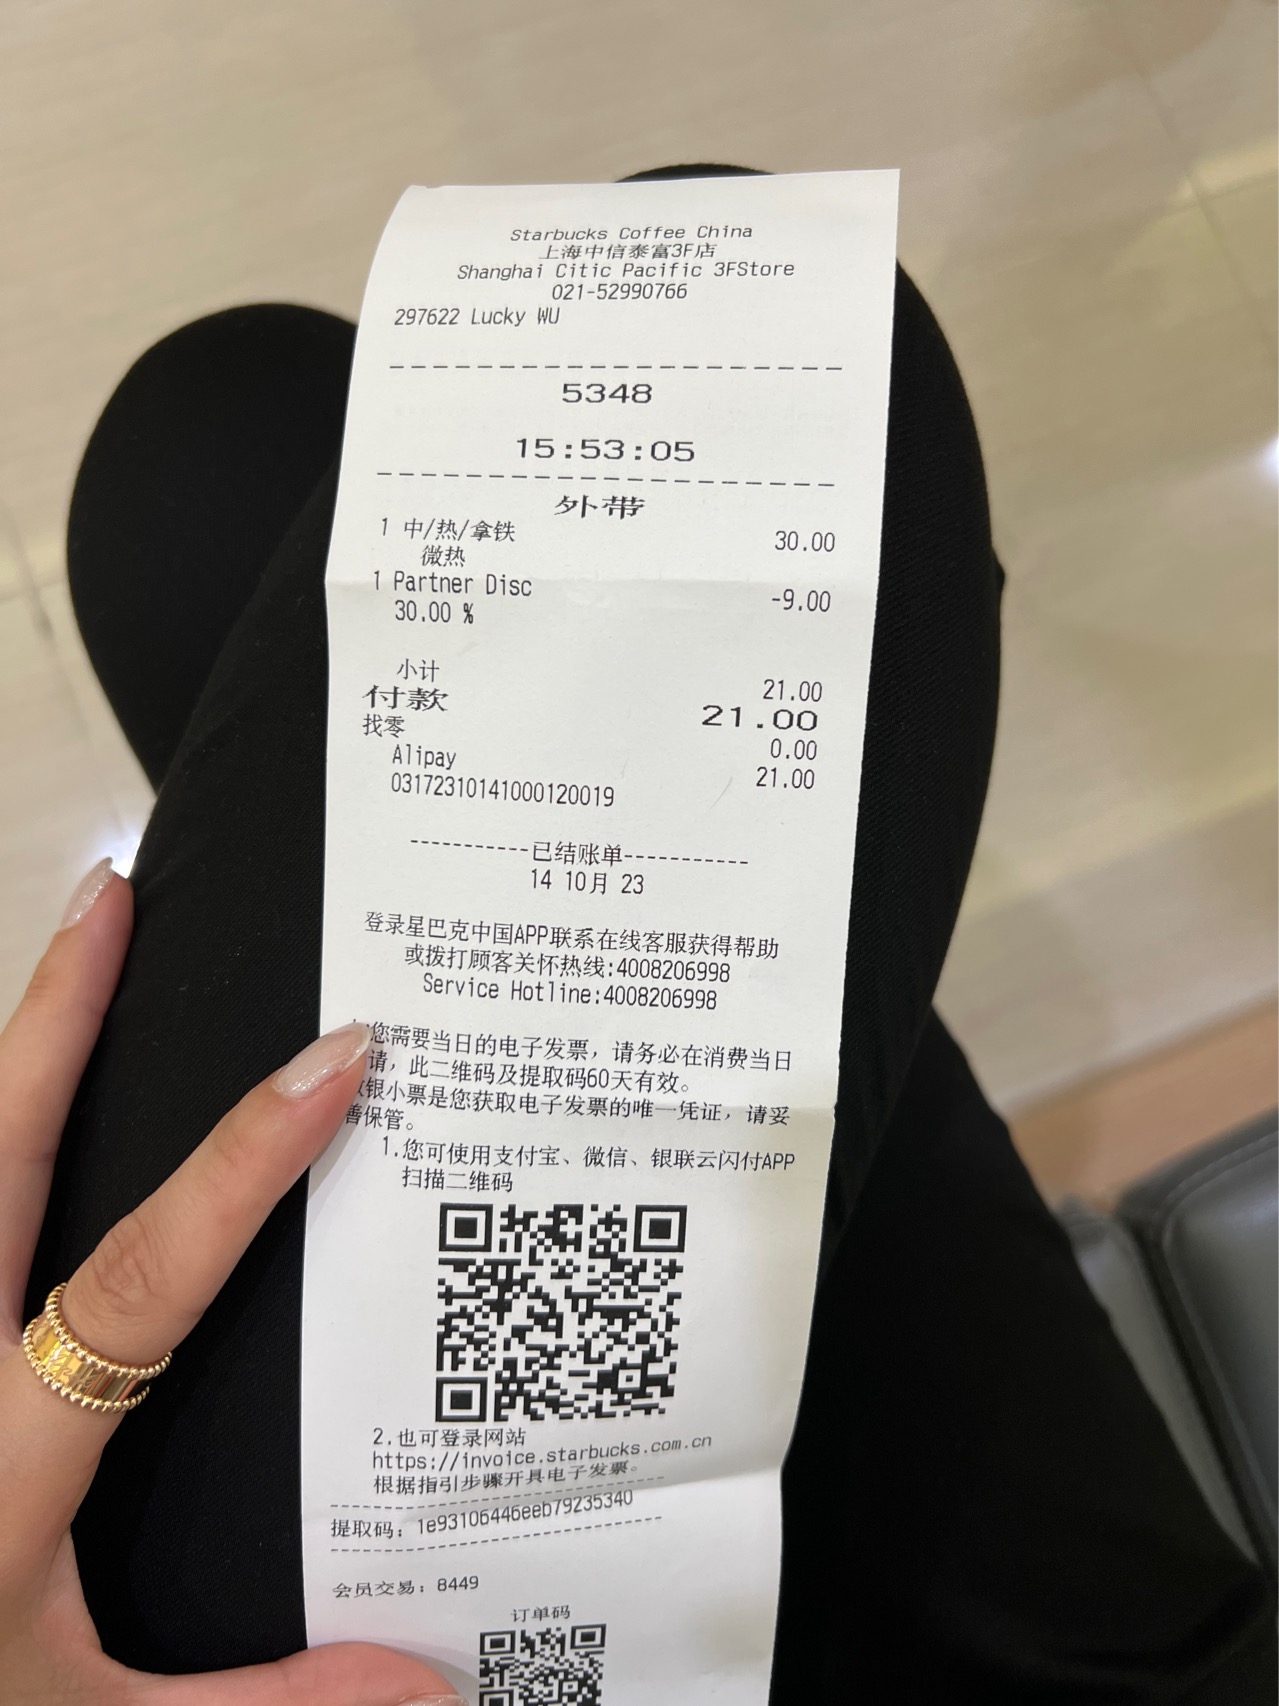 Starbucks Coffee China
上海中信泰富3F店
Shanghai Citic Pacific 3FStore
021-52990766
297622 Lucky WU
5348
15:53:05
外带
1 中/热/拿铁 30.00
微热
1 Partner Disc -9.00
30.00 %
小计 21.00
付款 21.00
找零 0.00
Alipay 21.00
03172310141000120019
-----------已结账单-----------
14 10月 23
登录星巴克中国APP联系在线客服获得帮助
或拨打顾客关怀热线:4008206998
Service Hotline:4008206998
您需要当日的电子发票，请务必在消费当日
请，此二维码及提取码60天有效。
银小票是您获取电子发票的唯一凭证，请妥
善保管。
1.您可使用支付宝、微信、银联云闪付APP
扫描二维码
2.也可登录网站
https://invoice.starbucks.com.cn
根据指引步骤开具电子发票。
提取码：1e93106446eeb79235340
会员交易：8449
订单码